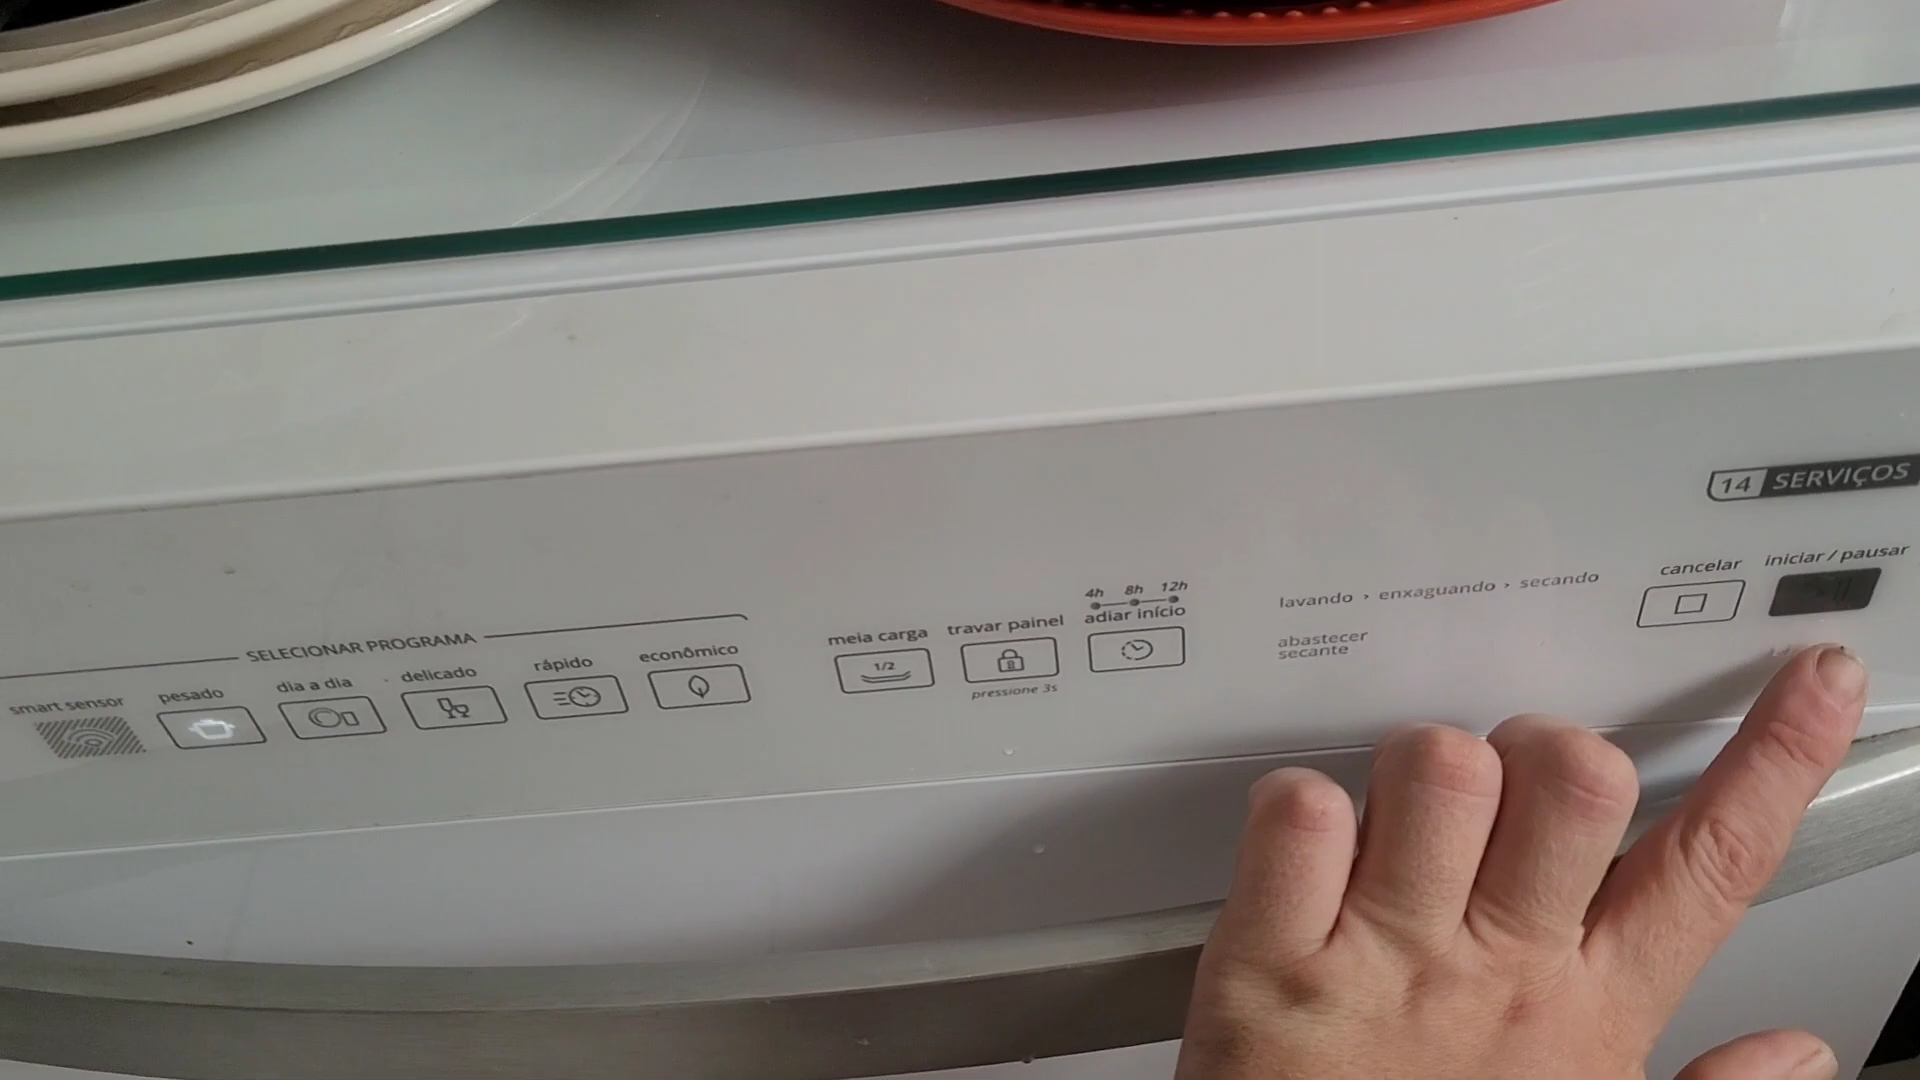 14 SERVIÇOS
SELECIONAR PROGRAMA
smart sensor
pesado
dia a dia
delicado
rápido
econômico
meia carga
1/2
travar painel
pressione 3s
4h 8h 12h
adiar início
lavando › enxaguando › secando
abastecer
secante
cancelar
iniciar / pausar